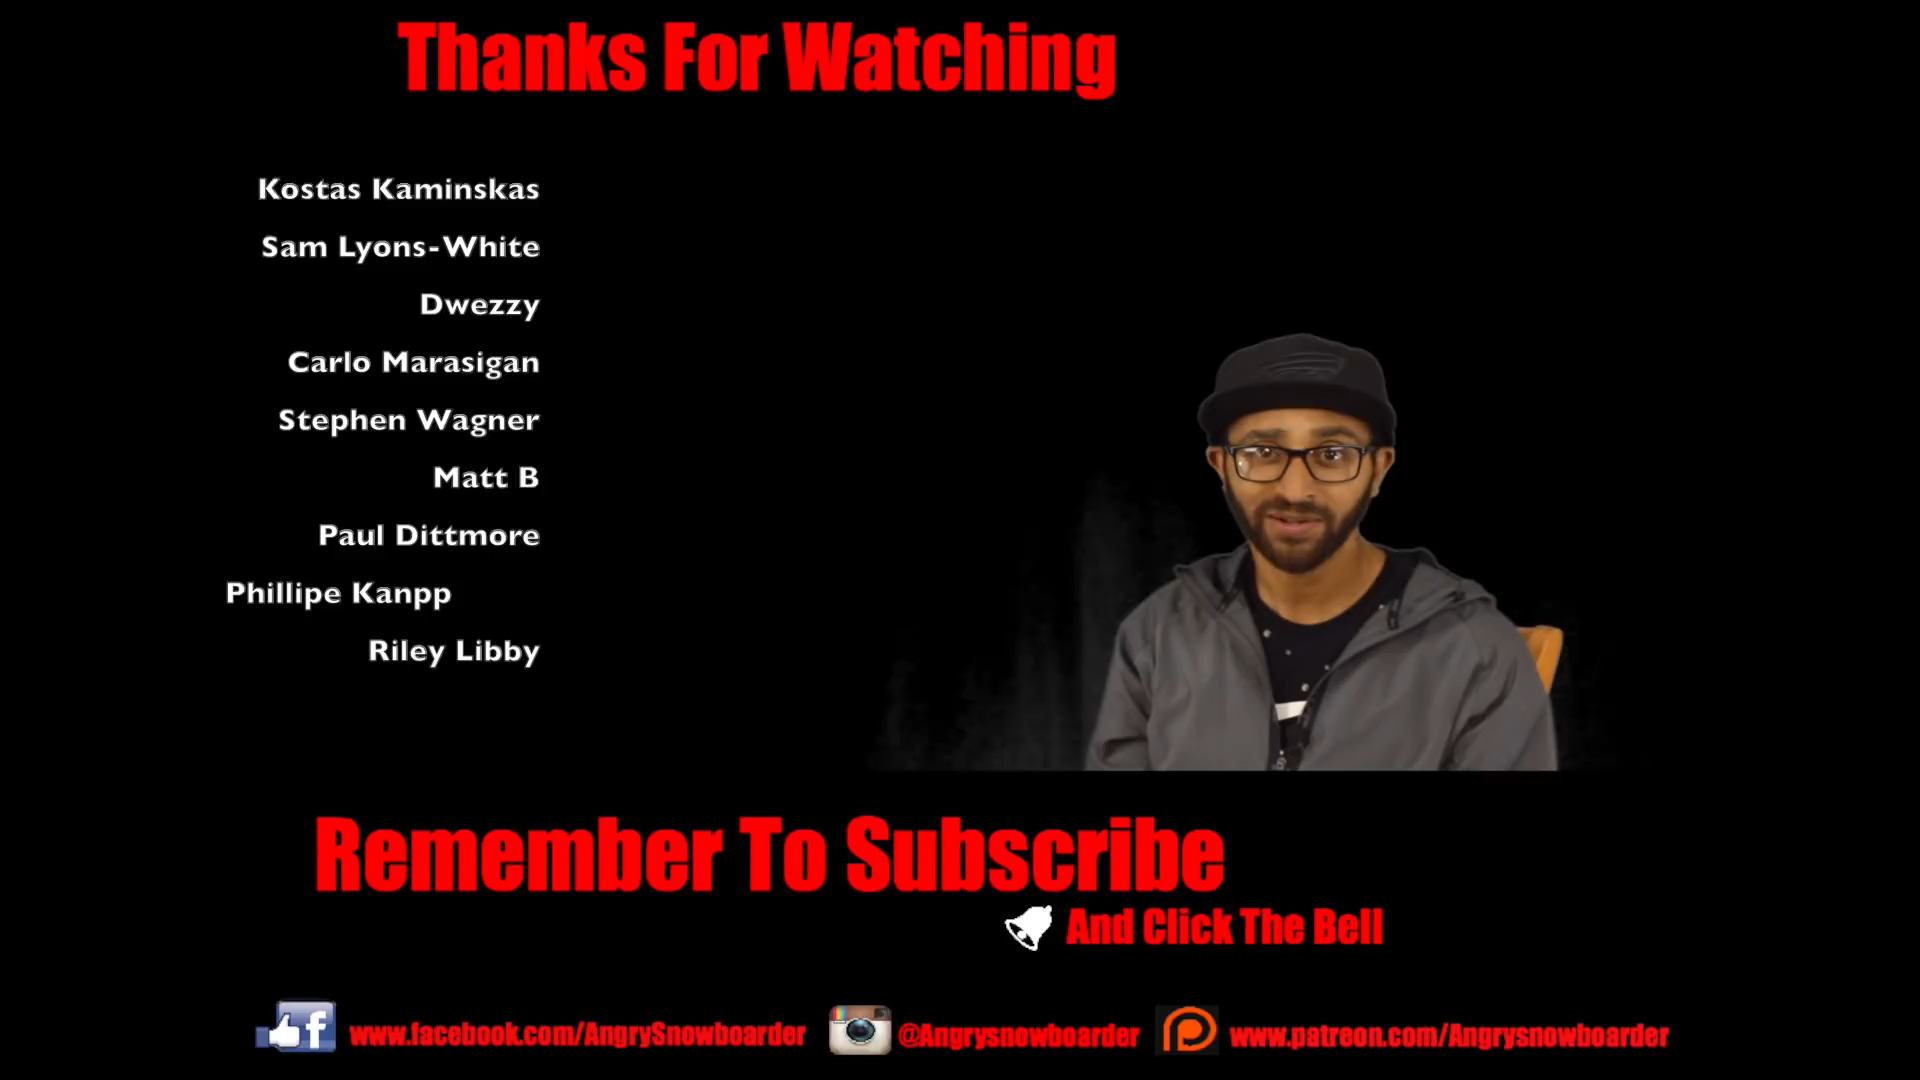 Thanks For Watching
Kostas Kaminskas
Sam Lyons-White
Dwezzy
Carlo Marasigan
Stephen Wagner
Matt B
Paul Dittmore
Phillipe Kanpp
Riley Libby
Remember To Subscribe
And Click The Bell
www.facebook.com/AngrySnowboarder @Angrysnowboarder www.patreon.com/Angrysnowboarder